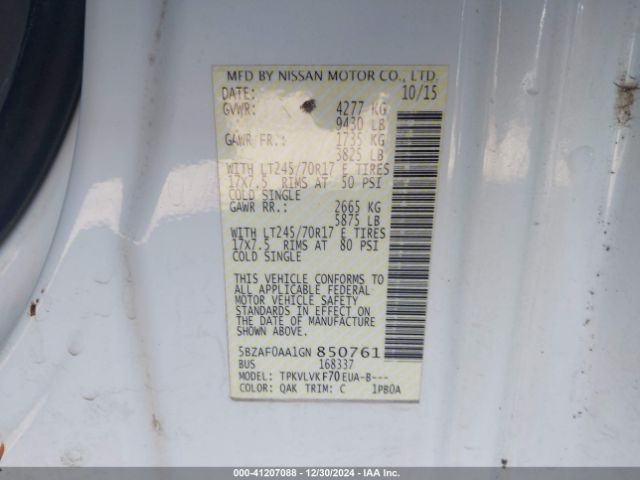 MFD BY NISSAN MOTOR CO., LTD.
DATE: 10/15
GVWR: 4277 KG
9430 LB
GAWR FR.: 1735 KG
3825 LB
WITH LT245/70R17 E TIRES
17X7.5 RIMS AT 50 PSI
COLD SINGLE
GAWR RR.: 2665 KG
5875 LB
WITH LT245/70R17 E TIRES
17X7.5 RIMS AT 80 PSI
COLD SINGLE
THIS VEHICLE CONFORMS TO
ALL APPLICABLE FEDERAL
MOTOR VEHICLE SAFETY
STANDARDS IN EFFECT ON
THE DATE OF MANUFACTURE
SHOWN ABOVE.
5BZAF0AA1GN850761
BUS 168337
MODEL: TPKVLVKF70EUA-B---
COLOR: QAK TRIM: C 1PB0A
000-41207088 - 12/30/2024 - IAA Inc.